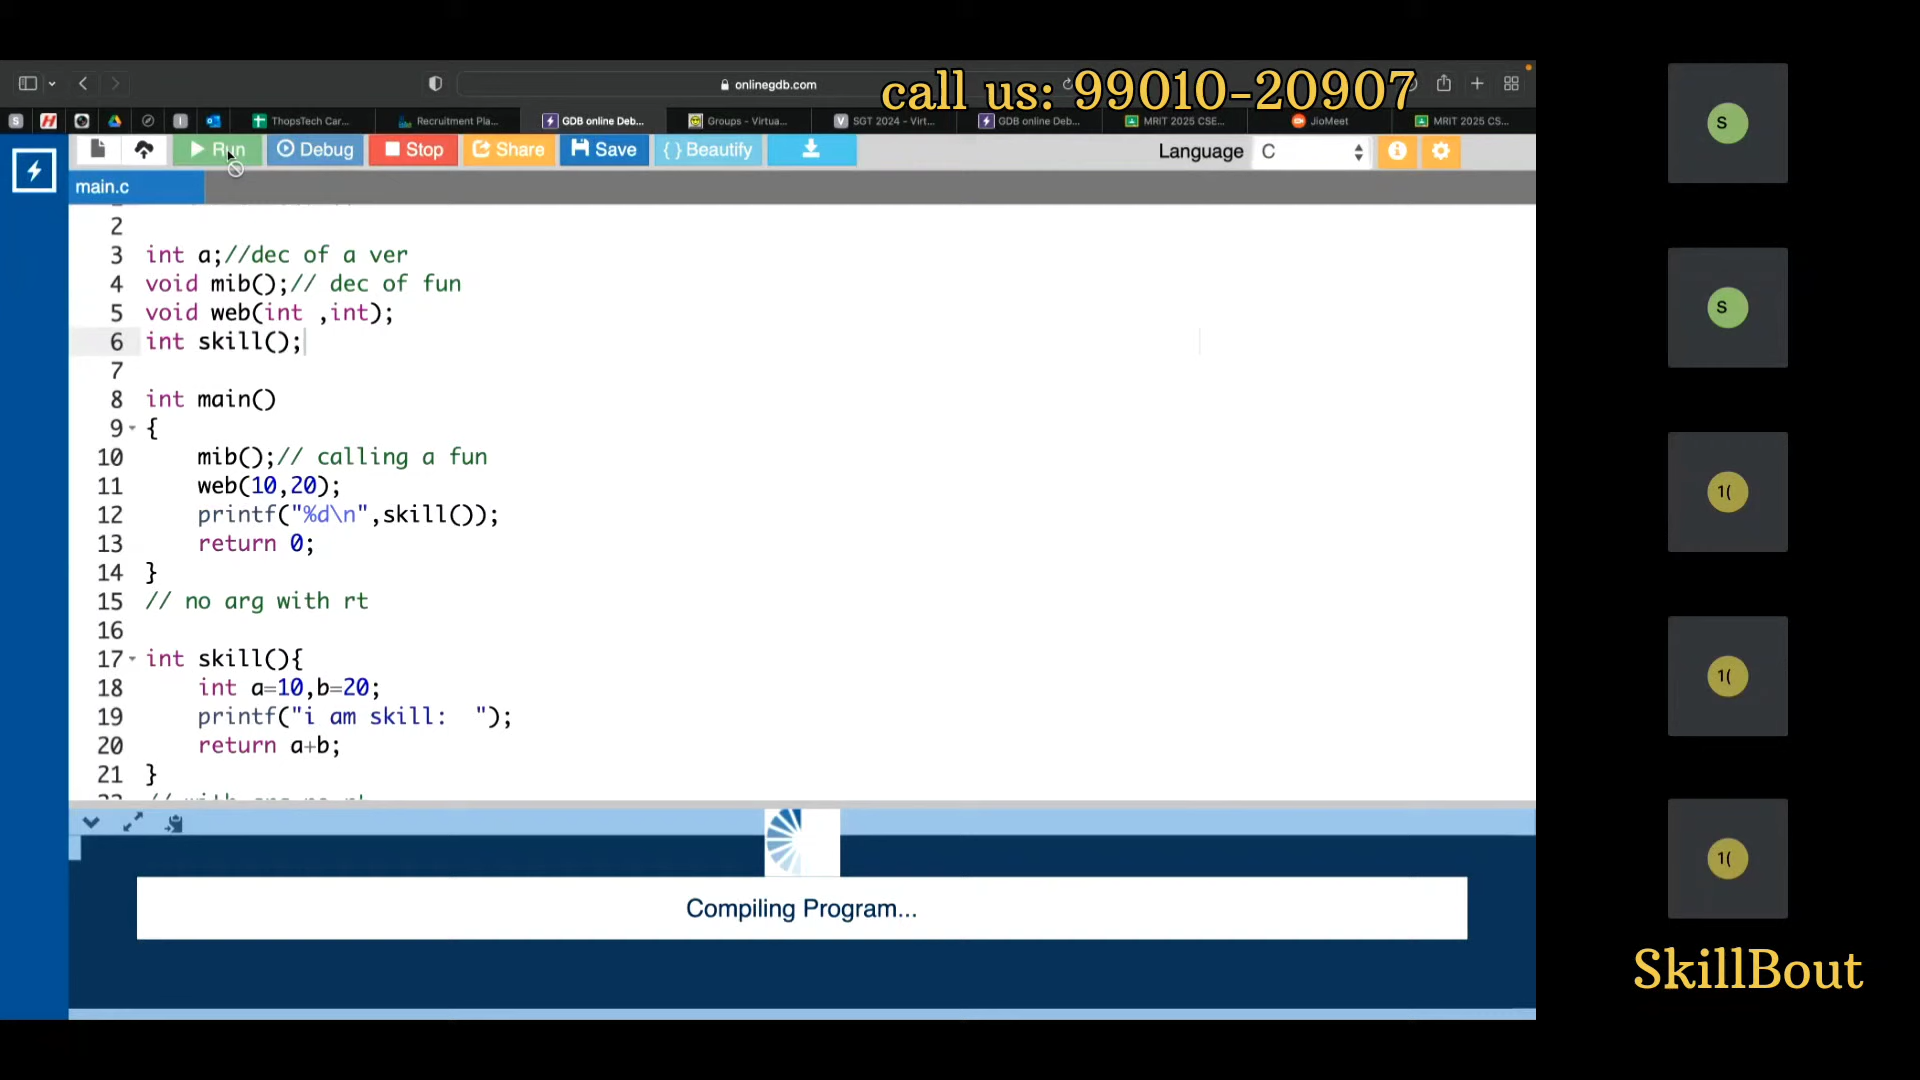 onlinegdb.com
call us: 99010-20907
S
H
I
ThopsTech Car...
Recruitment Pla...
GDB online Deb...
Groups - Virtua...
V SGT 2024 - Virt...
GDB online Deb...
MRIT 2025 CSE...
JioMeet
MRIT 2025 CS...
Run
Debug
Stop
Share
Save
{ } Beautify
Language C
main.c
2
3 int a;//dec of a ver
4 void mib();// dec of fun
5 void web(int ,int);
6 int skill();
7
8 int main()
9 {
10 mib();// calling a fun
11 web(10,20);
12 printf("%d\n",skill());
13 return 0;
14 }
15 // no arg with rt
16
17 int skill(){
18 int a=10,b=20;
19 printf("i am skill:  ");
20 return a+b;
21 }
Compiling Program...
S
S
1(
1(
1(
SkillBout